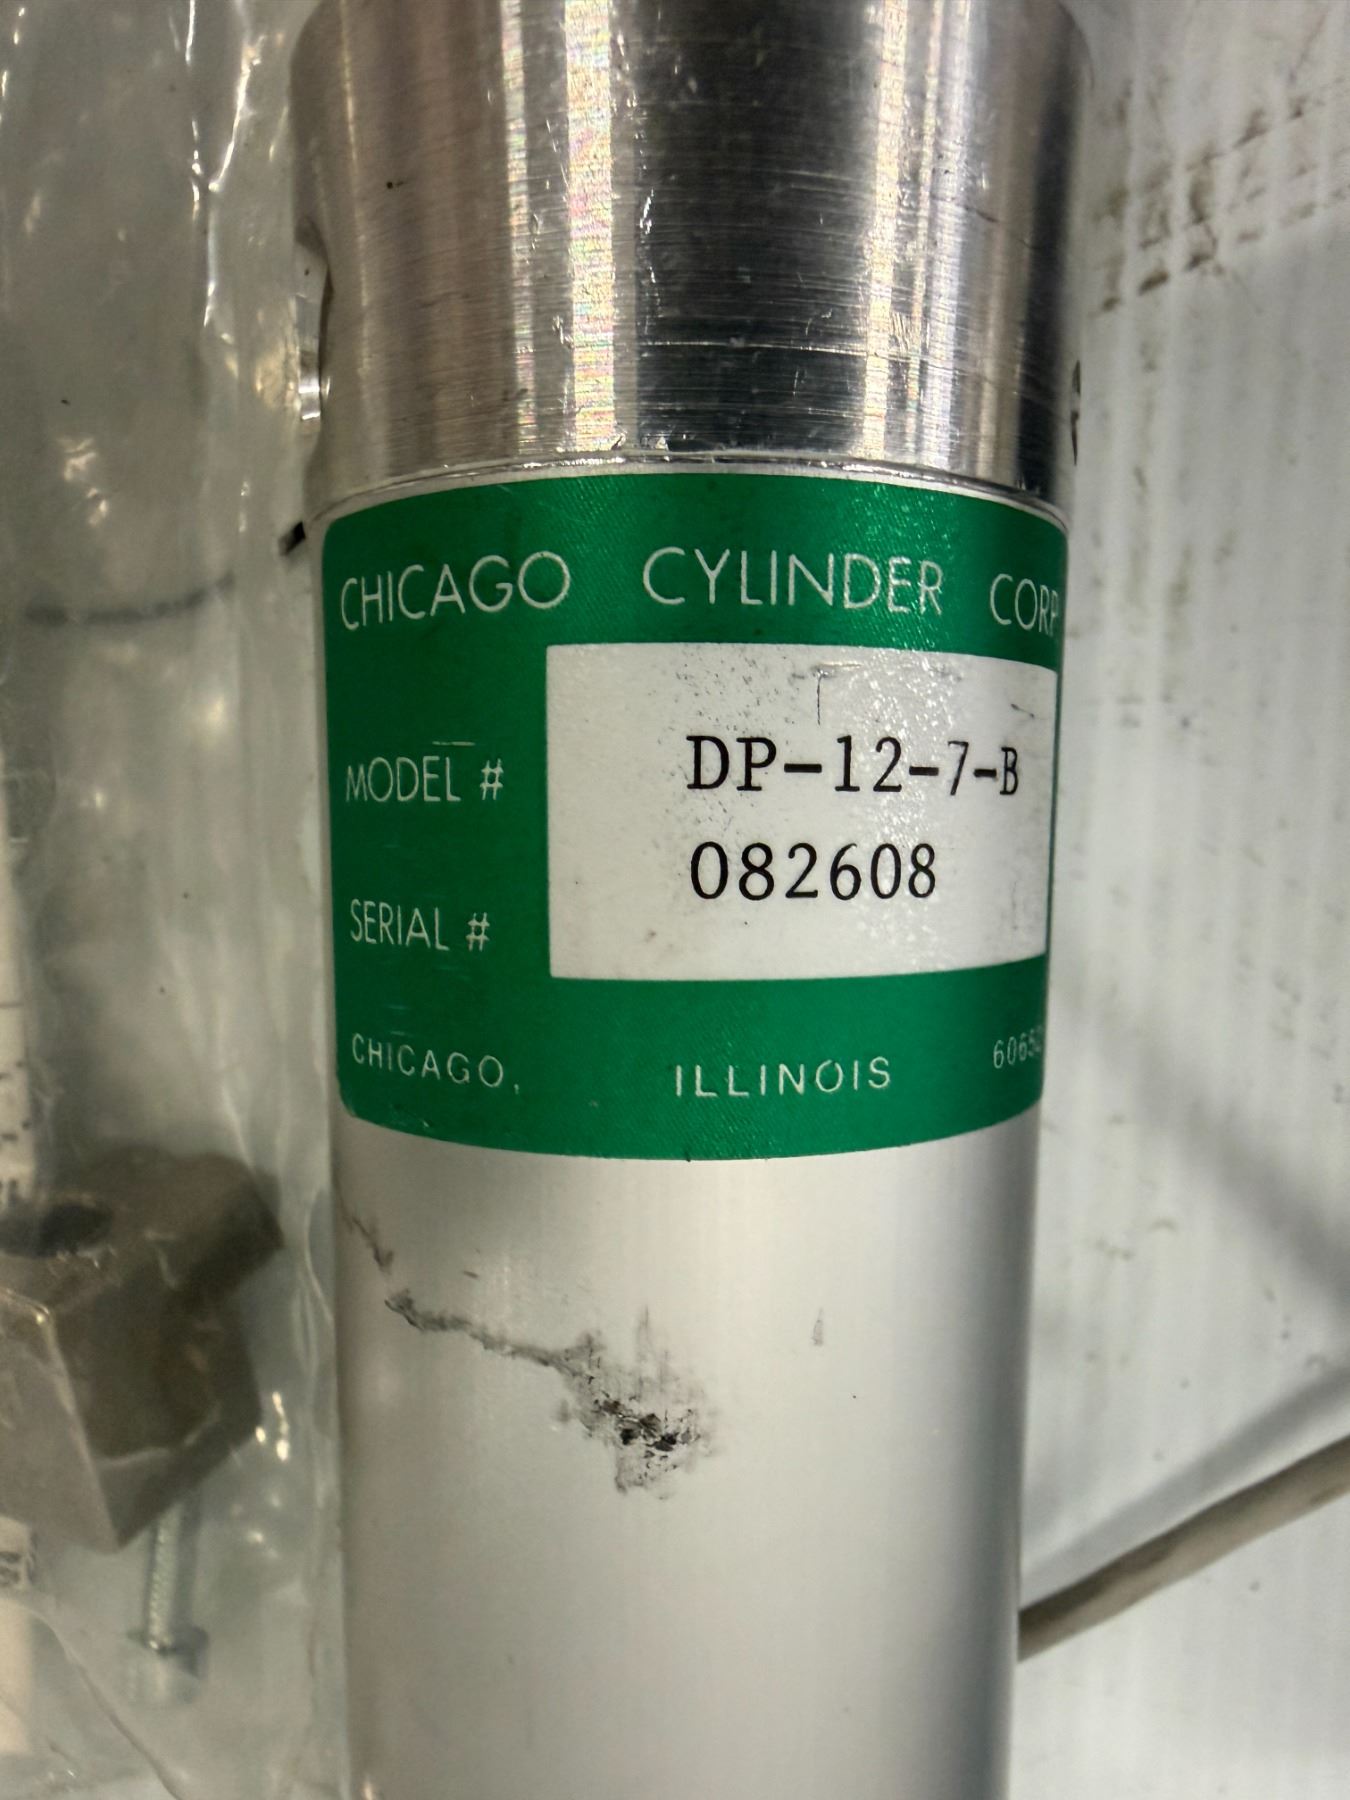 CHICAGO CYLINDER CORP
MODEL # DP-12-7-B
SERIAL # 082608
CHICAGO, ILLINOIS